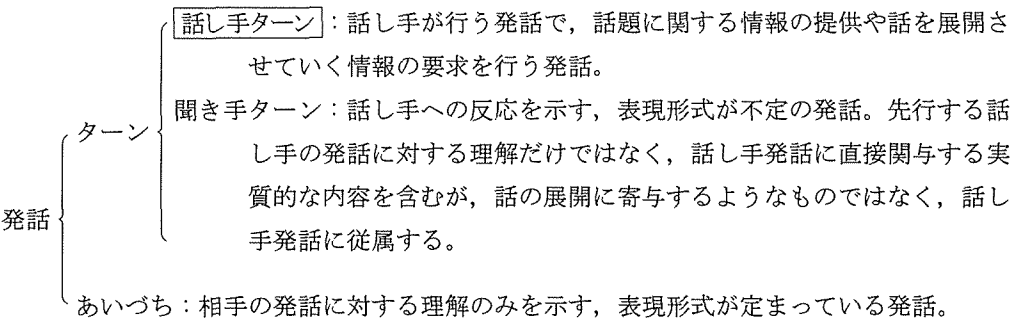 話し手ターン：話し手が行う発話で，話題に関する情報の提供や話を展開さ
せていく情報の要求を行う発話。
聞き手ターン：話し手への反応を示す，表現形式が不定の発話。先行する話
ターン
し手の発話に対する理解だけではなく，話し手発話に直接関与する実
質的な内容を含むが，話の展開に寄与するようなものではなく，話し
発話
手発話に従属する。
あいづち：相手の発話に対する理解のみを示す，表現形式が定まっている発話。